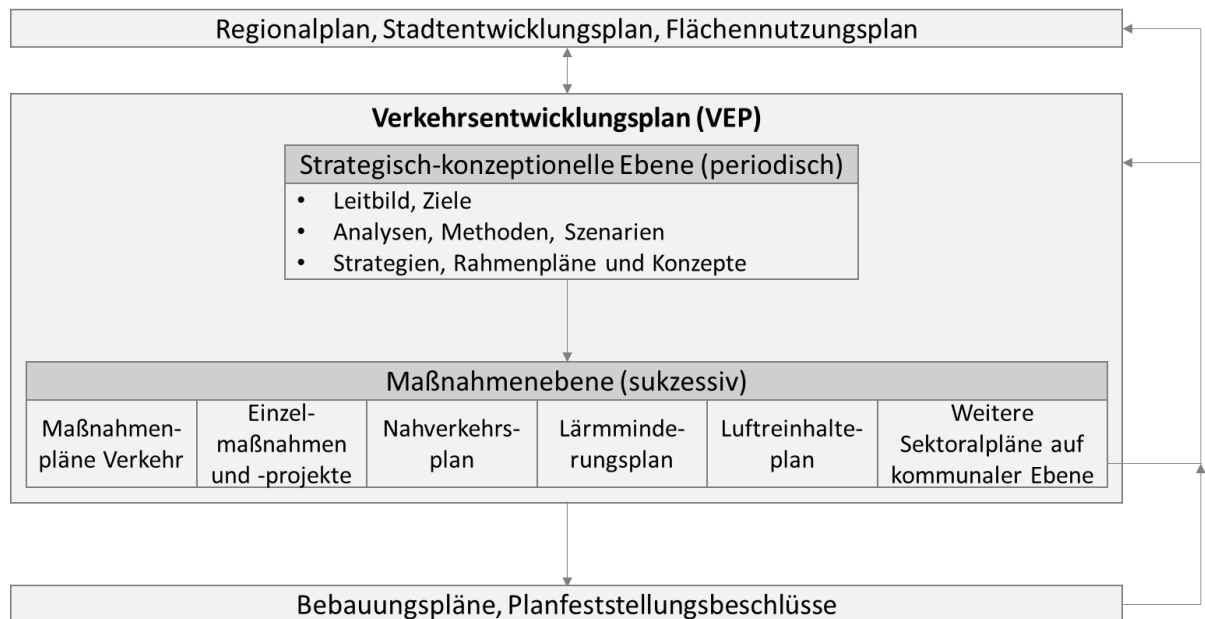 Regionalplan, Stadtentwicklungsplan, Flächennutzungsplan
Verkehrsentwicklungsplan (VEP)
Strategisch-konzeptionelle Ebene (periodisch)
• Leitbild, Ziele
• Analysen, Methoden, Szenarien
• Strategien, Rahmenpläne und Konzepte
Maßnahmenebene (sukzessiv)
Maßnahmen-
pläne Verkehr
Einzel-
maßnahmen
und -projekte
Nahverkehrs-
plan
Lärmminde-
rungsplan
Luftreinhalte-
plan
Weitere
Sektoralpläne auf
kommunaler Ebene
Bebauungspläne, Planfeststellungsbeschlüsse